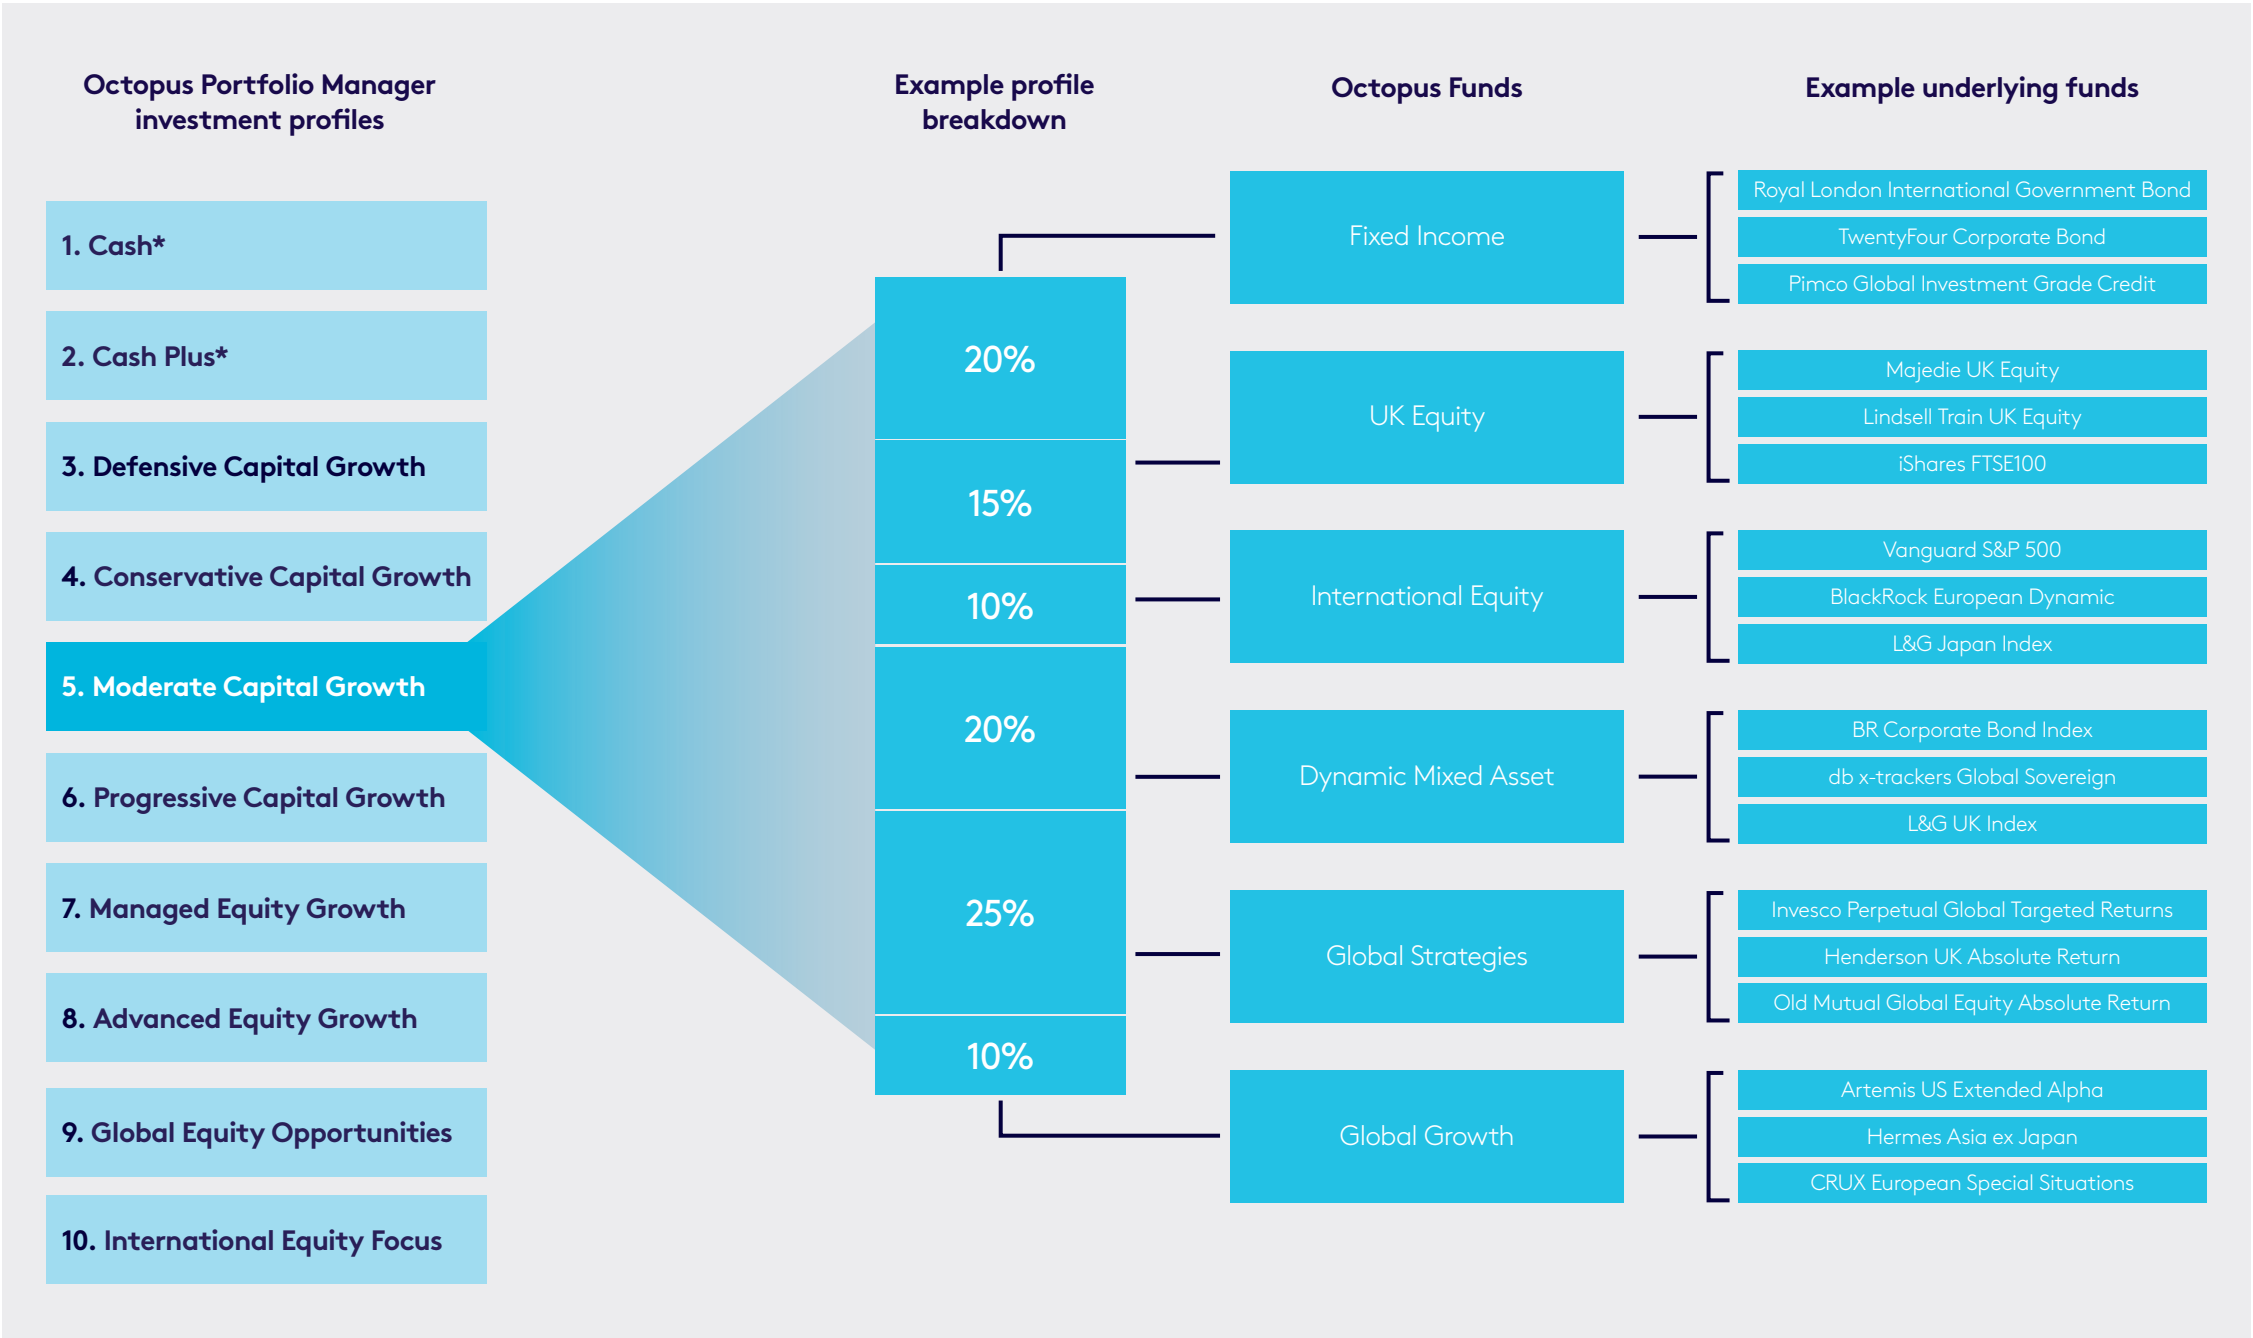 Octopus Portfolio Manager
investment profiles
1. Cash*
2. Cash Plus*
3. Defensive Capital Growth
4. Conservative Capital Growth
5. Moderate Capital Growth
6. Progressive Capital Growth
7. Managed Equity Growth
8. Advanced Equity Growth
9. Global Equity Opportunities
10. International Equity Focus
Example profile
breakdown
20%
15%
10%
20%
25%
10%
Octopus Funds
Fixed Income
UK Equity
International Equity
Dynamic Mixed Asset
Global Strategies
Global Growth
Example underlying funds
Royal London International Government Bond
TwentyFour Corporate Bond
Pimco Global Investment Grade Credit
Majedie UK Equity
Lindsell Train UK Equity
iShares FTSE100
Vanguard S&P 500
BlackRock European Dynamic
L&G Japan Index
BR Corporate Bond Index
db x-trackers Global Sovereign
L&G UK Index
Invesco Perpetual Global Targeted Returns
Henderson UK Absolute Return
Old Mutual Global Equity Absolute Return
Artemis US Extended Alpha
Hermes Asia ex Japan
CRUX European Special Situations